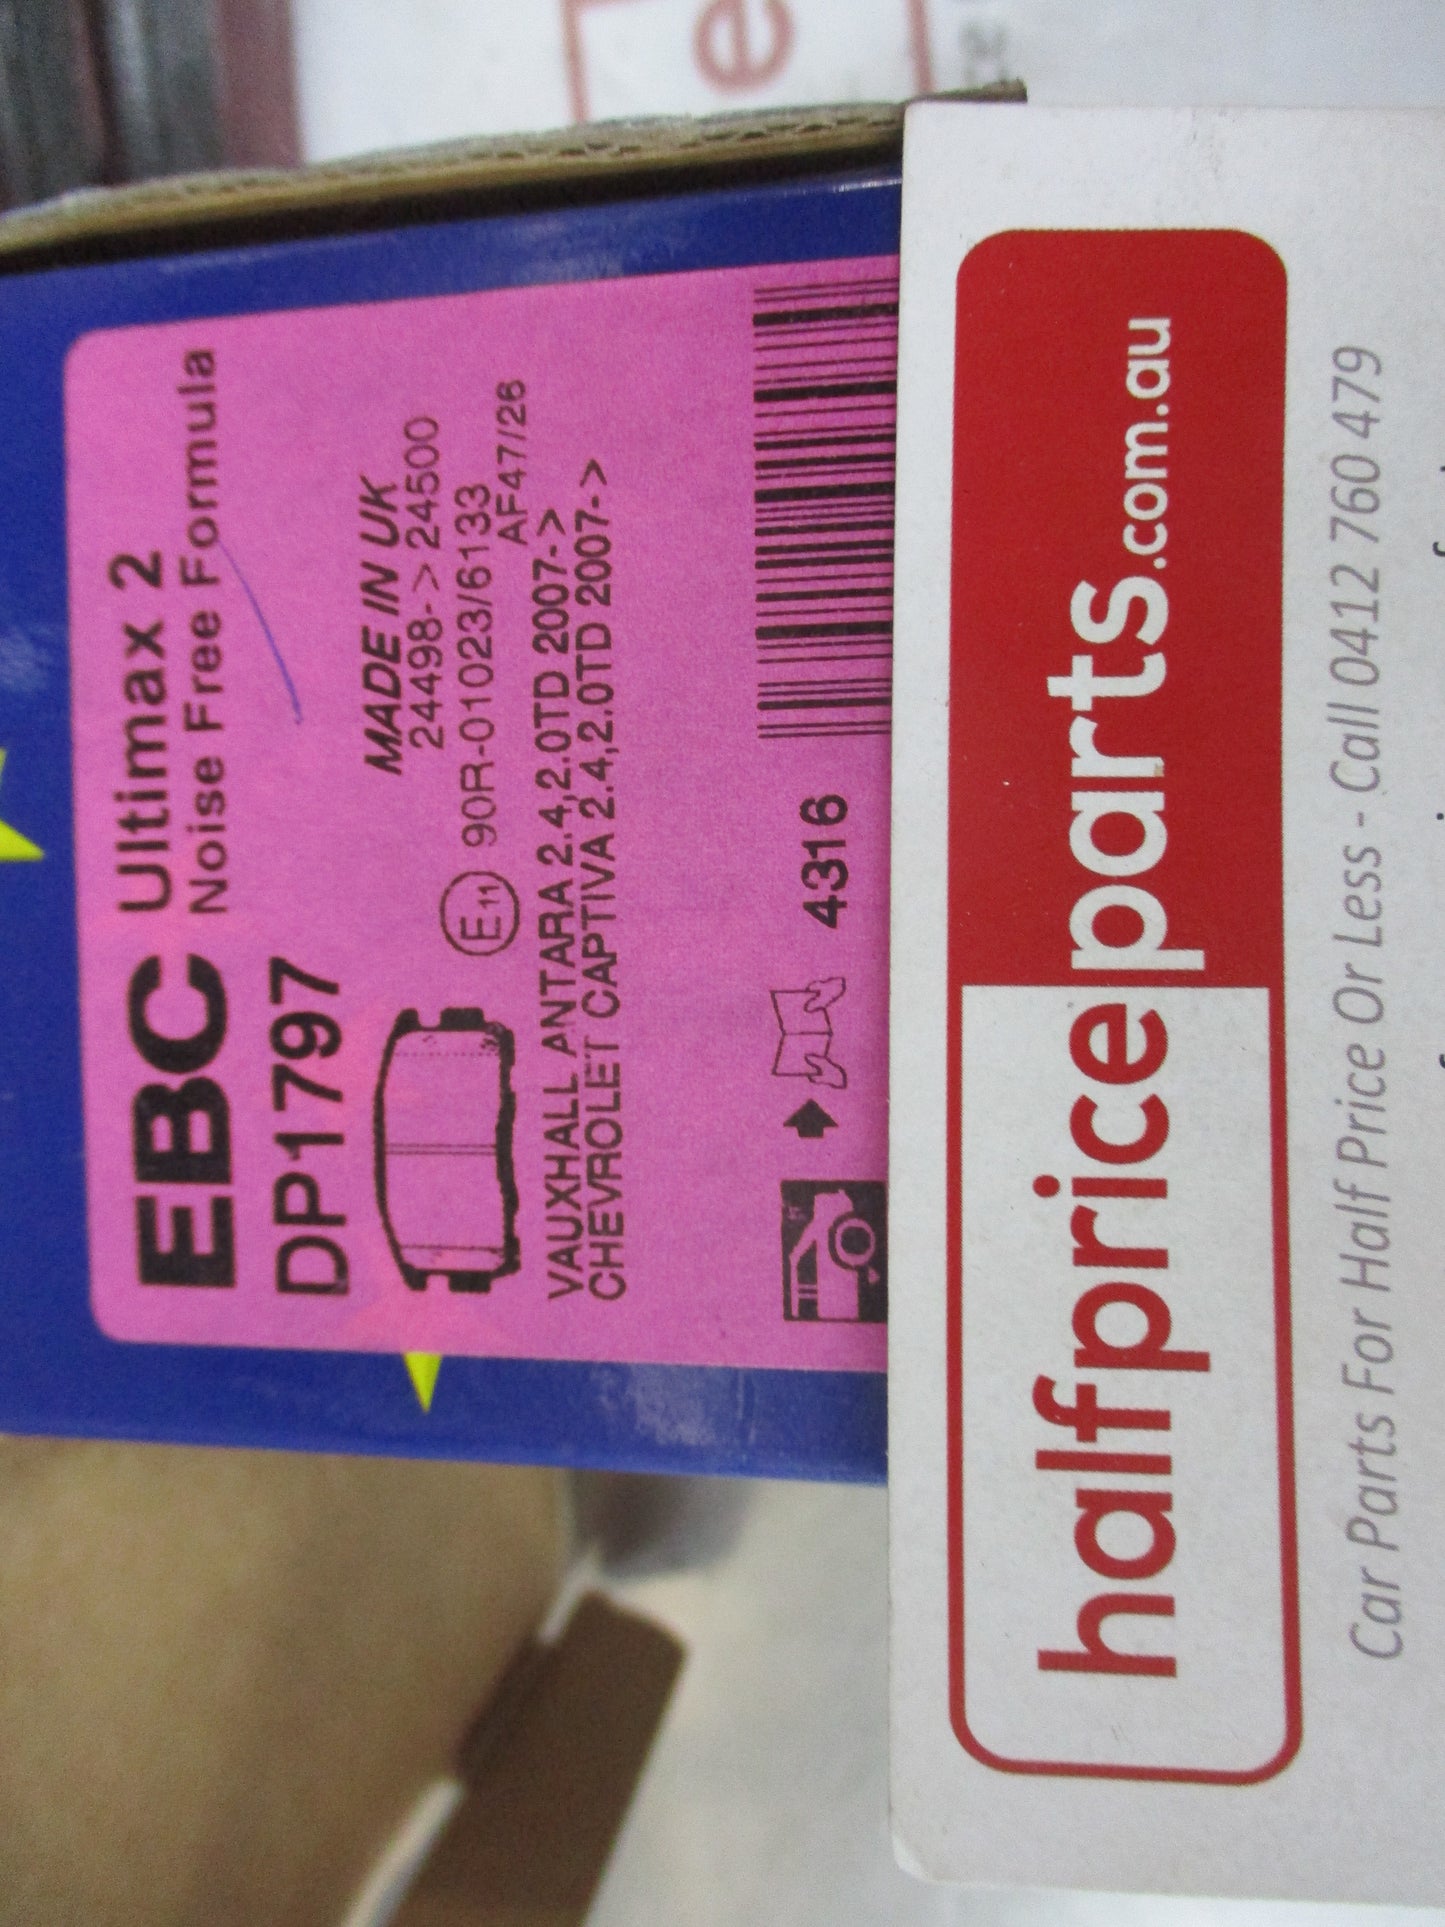 EBC Ultimax 2
Noise Free Formula
DP1797
MADE IN UK
24498-> 24500
E11 90R-01023/6133
AF47/26
VAUXHALL ANTARA 2.4,2.0TD 2007->
CHEVROLET CAPTIVA 2.4,2.0TD 2007->
4316
halfpriceparts.com.au
Car Parts For Half Price Or Less - Call 0412 760 479
e